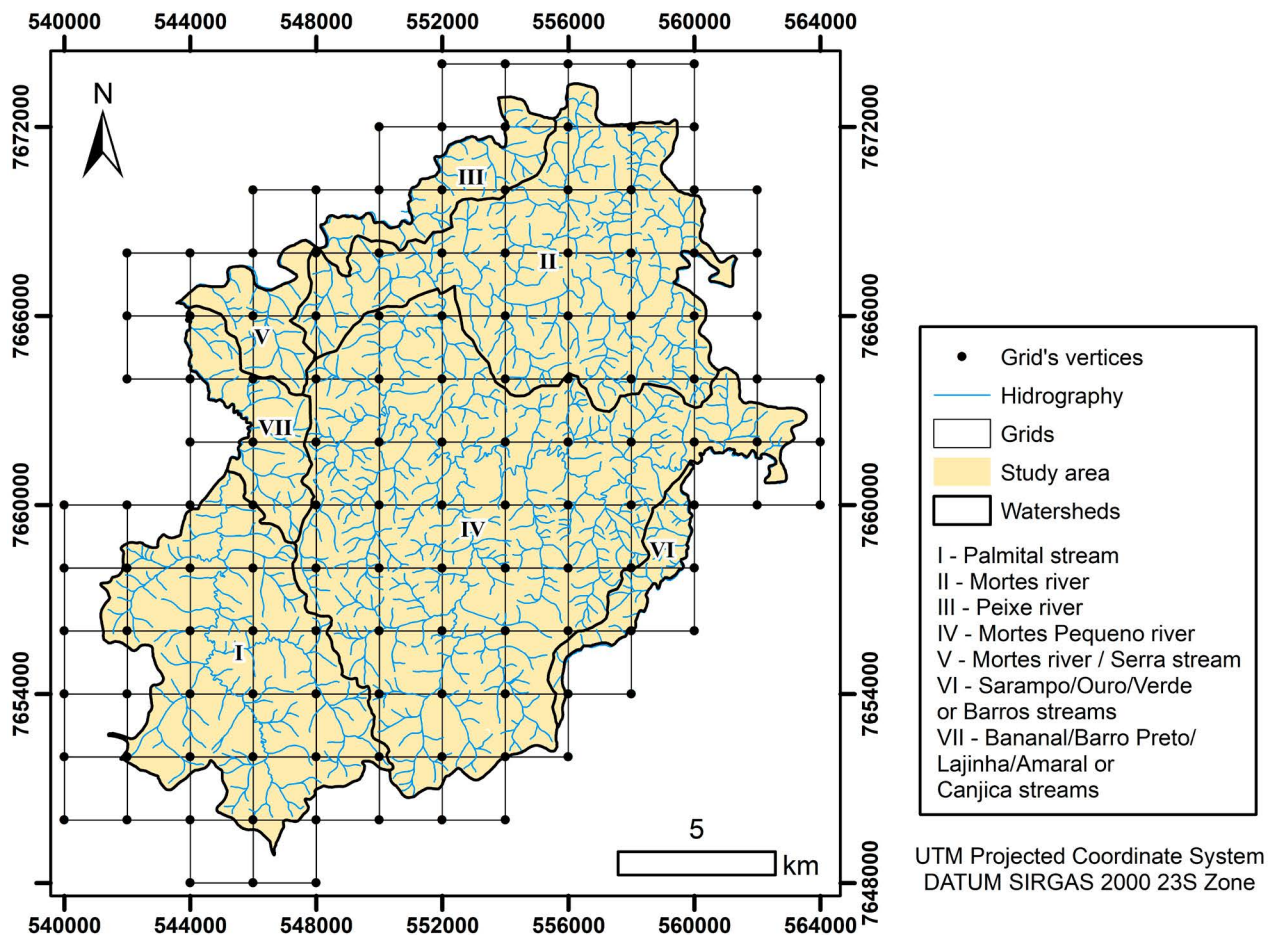 540000 544000 548000 552000 556000 560000 564000
N
7672000
7672000
III
II
7666000
7666000
V
VII
7660000
7660000
IV
VI
I
7654000
7654000
5
km
7648000
7648000
540000 544000 548000 552000 556000 560000 564000
Grid's vertices
Hidrography
Grids
Study area
Watersheds
I - Palmital stream
II - Mortes river
III - Peixe river
IV - Mortes Pequeno river
V - Mortes river / Serra stream
VI - Sarampo/Ouro/Verde
or Barros streams
VII - Bananal/Barro Preto/
Lajinha/Amaral or
Canjica streams
UTM Projected Coordinate System
DATUM SIRGAS 2000 23S Zone